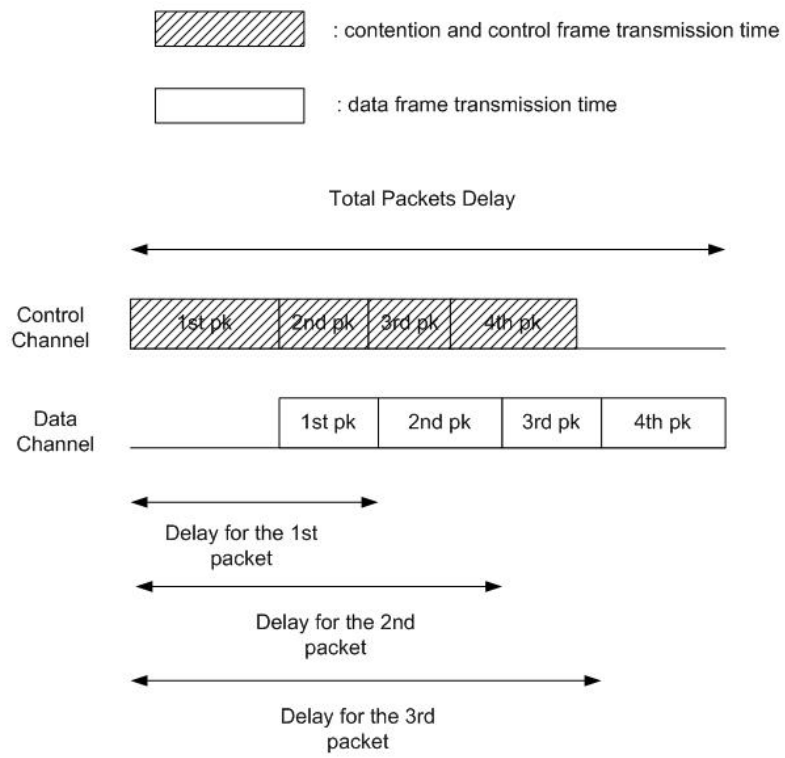 : contention and control frame transmission time
: data frame transmission time
Total Packets Delay
Control
Channel
1st pk
2nd pk
3rd pk
4th pk
Data
Channel
1st pk
2nd pk
3rd pk
4th pk
Delay for the 1st
packet
Delay for the 2nd
packet
Delay for the 3rd
packet